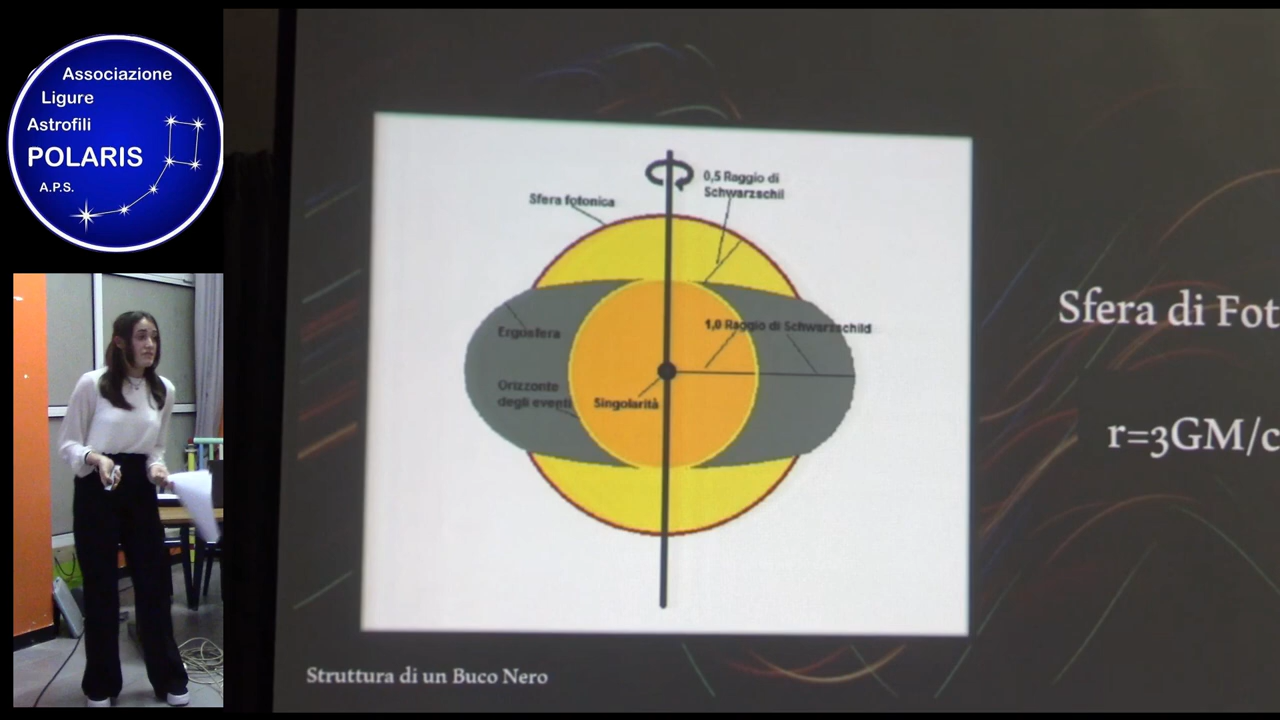 Associazione
Ligure
Astrofili
POLARIS
A.P.S.
0,5 Raggio di
Schwarzschil
Sfera fotonica
1,0 Raggio di Schwarzschild
Ergosfera
Orizzonte
degli eventi
Singolarità
Sfera di Fot
r=3GM/c
Struttura di un Buco Nero